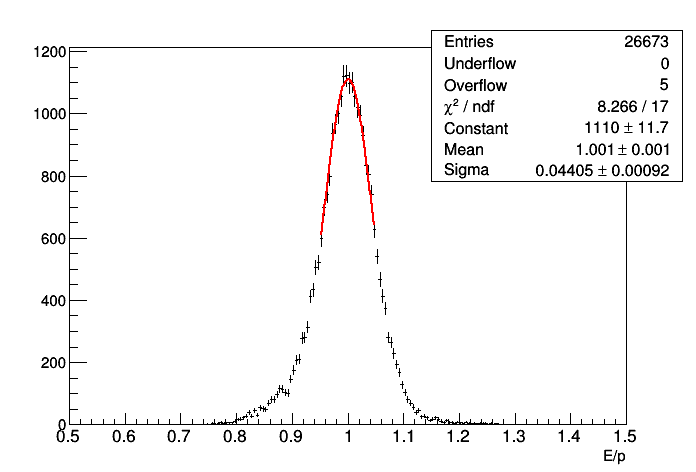 Entries 26673
Underflow 0
Overflow 5
χ² / ndf 8.266 / 17
Constant 1110 ± 11.7
Mean 1.001 ± 0.001
Sigma 0.04405 ± 0.00092
1200
1000
800
600
400
200
0
0.5 0.6 0.7 0.8 0.9 1 1.1 1.2 1.3 1.4 1.5
E/p